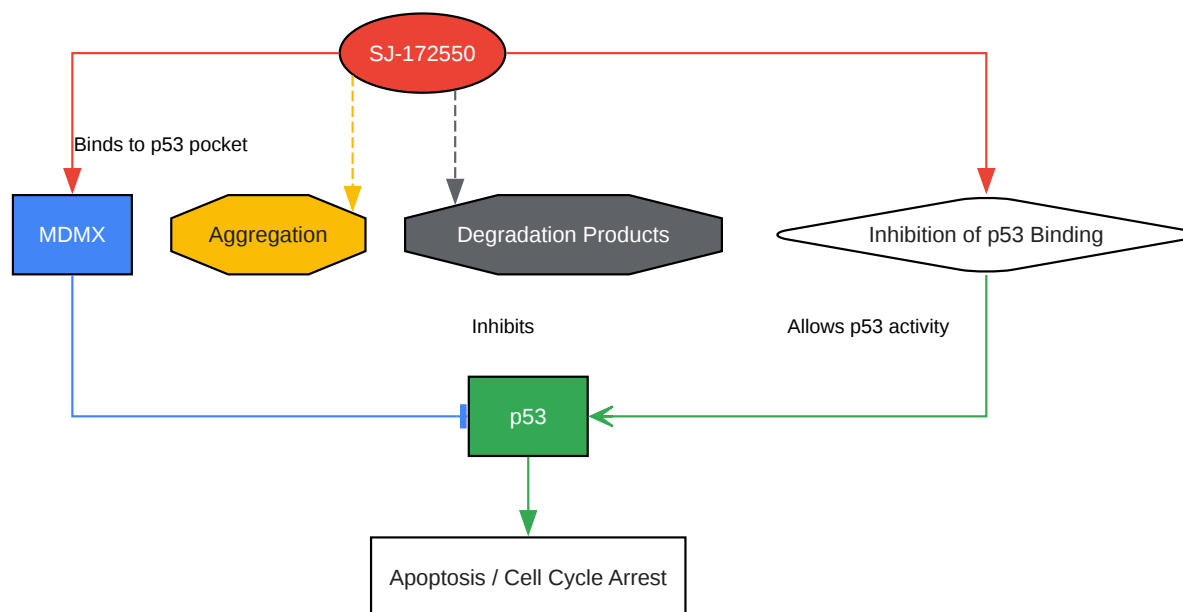 SJ-172550
Binds to p53 pocket
MDMX
Aggregation
Degradation Products
Inhibition of p53 Binding
Inhibits
Allows p53 activity
p53
Apoptosis / Cell Cycle Arrest